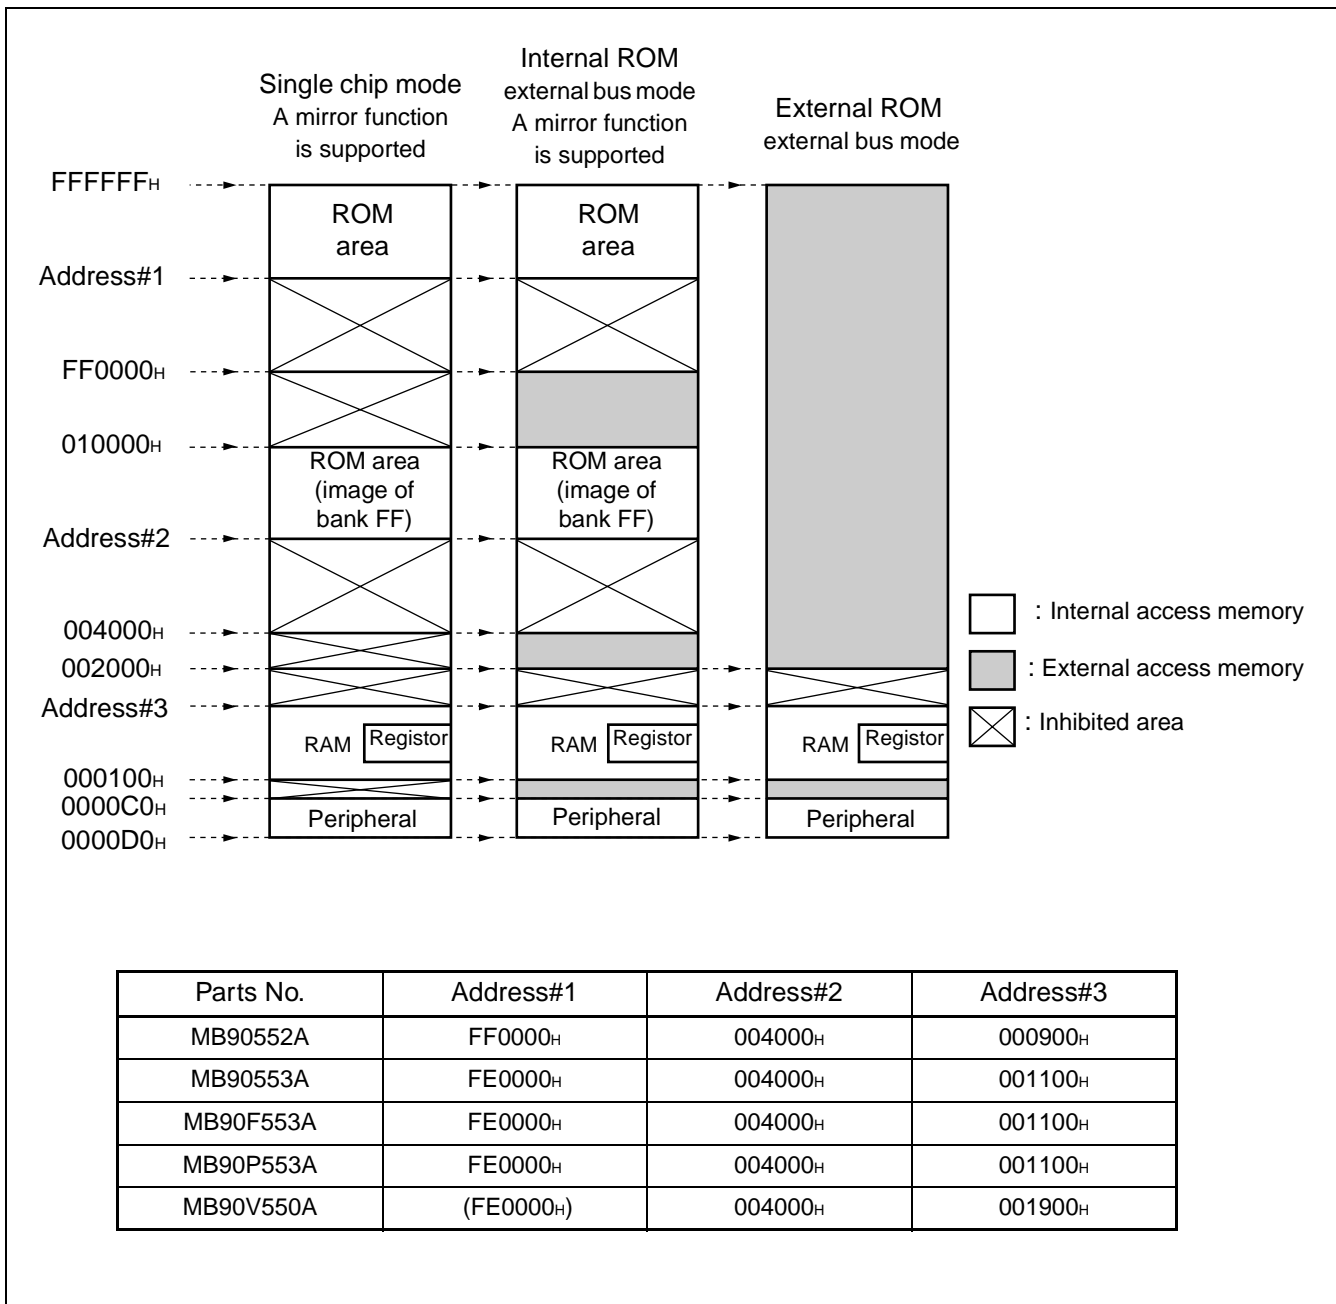 Single chip mode
A mirror function
is supported
Internal ROM
external bus mode
A mirror function
is supported
External ROM
external bus mode
FFFFFFH
ROM
area
ROM
area
Address#1
FF0000H
010000H
ROM area
(image of
bank FF)
ROM area
(image of
bank FF)
Address#2
004000H
002000H
Address#3
RAM
Registor
RAM
Registor
RAM
Registor
000100H
0000C0H
0000D0H
Peripheral
Peripheral
Peripheral
: Internal access memory
: External access memory
: Inhibited area
Parts No. Address#1 Address#2 Address#3
MB90552A FF0000H 004000H 000900H
MB90553A FE0000H 004000H 001100H
MB90F553A FE0000H 004000H 001100H
MB90P553A FE0000H 004000H 001100H
MB90V550A (FE0000H) 004000H 001900H